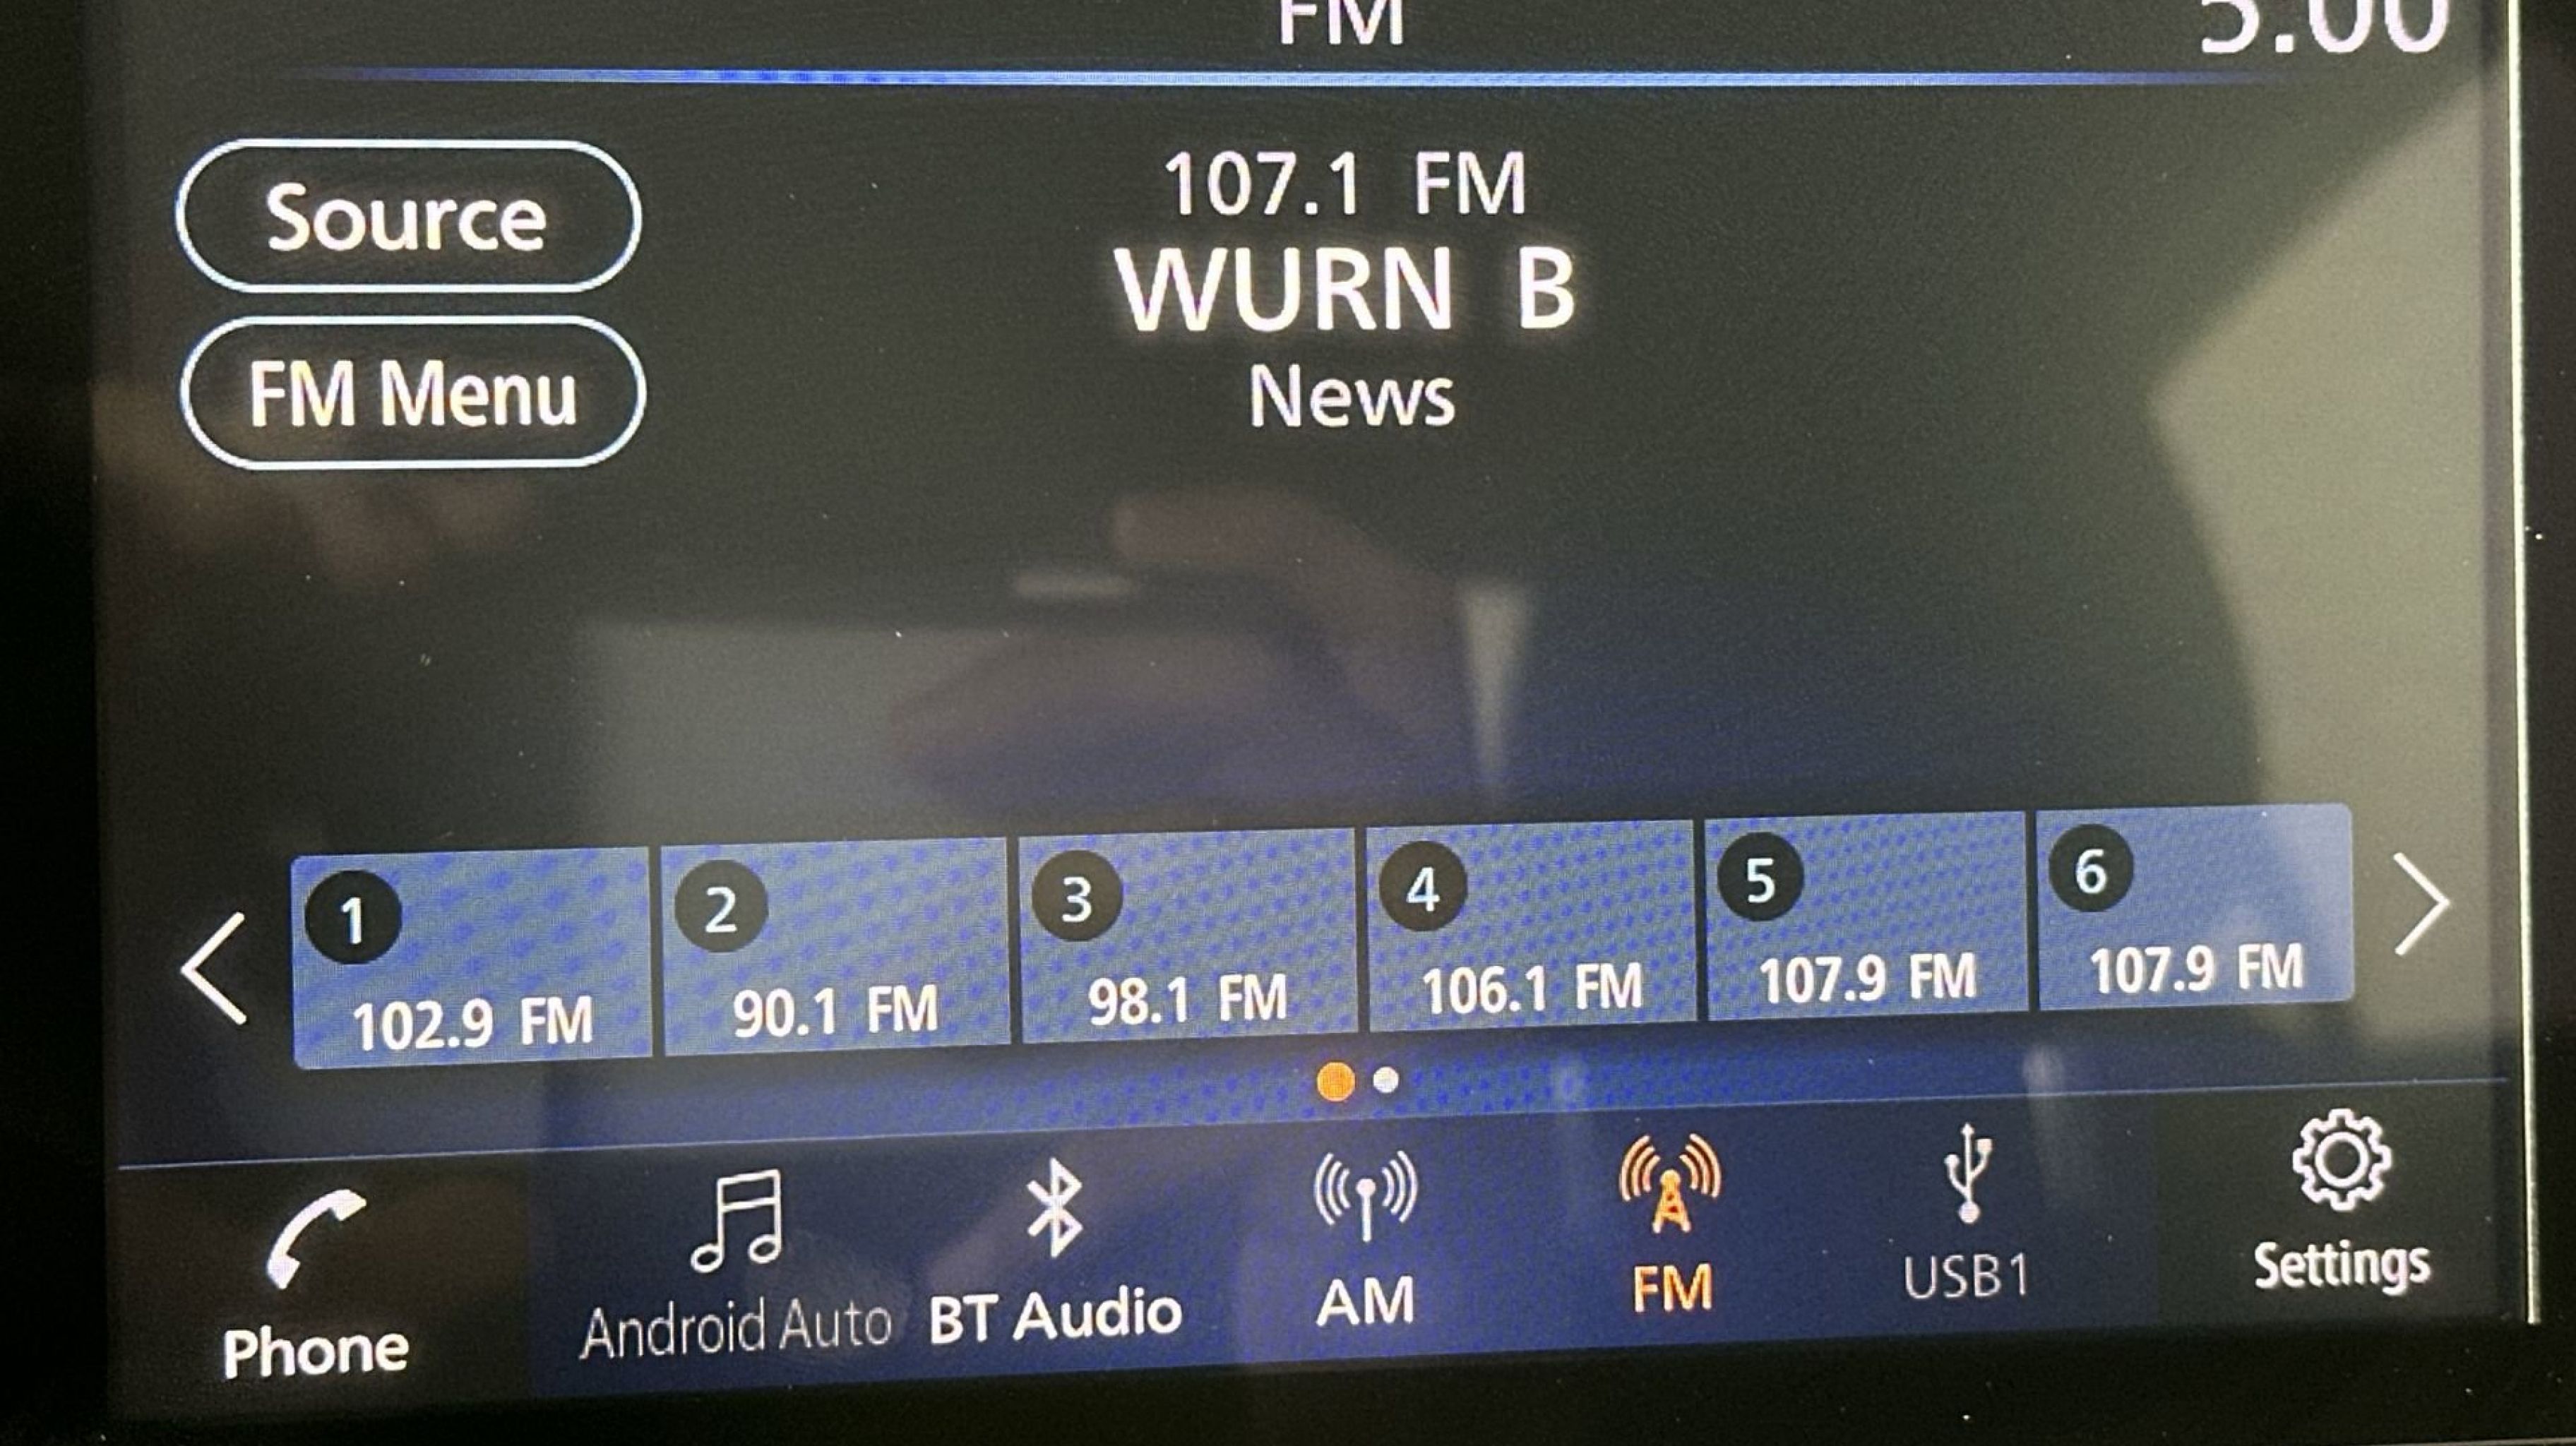 FM
Source
107.1 FM
WURN B
FM Menu
News
1 2 3 4 5 6
102.9 FM 90.1 FM 98.1 FM 106.1 FM 107.9 FM 107.9 FM
Phone Android Auto BT Audio AM FM USB1 Settings